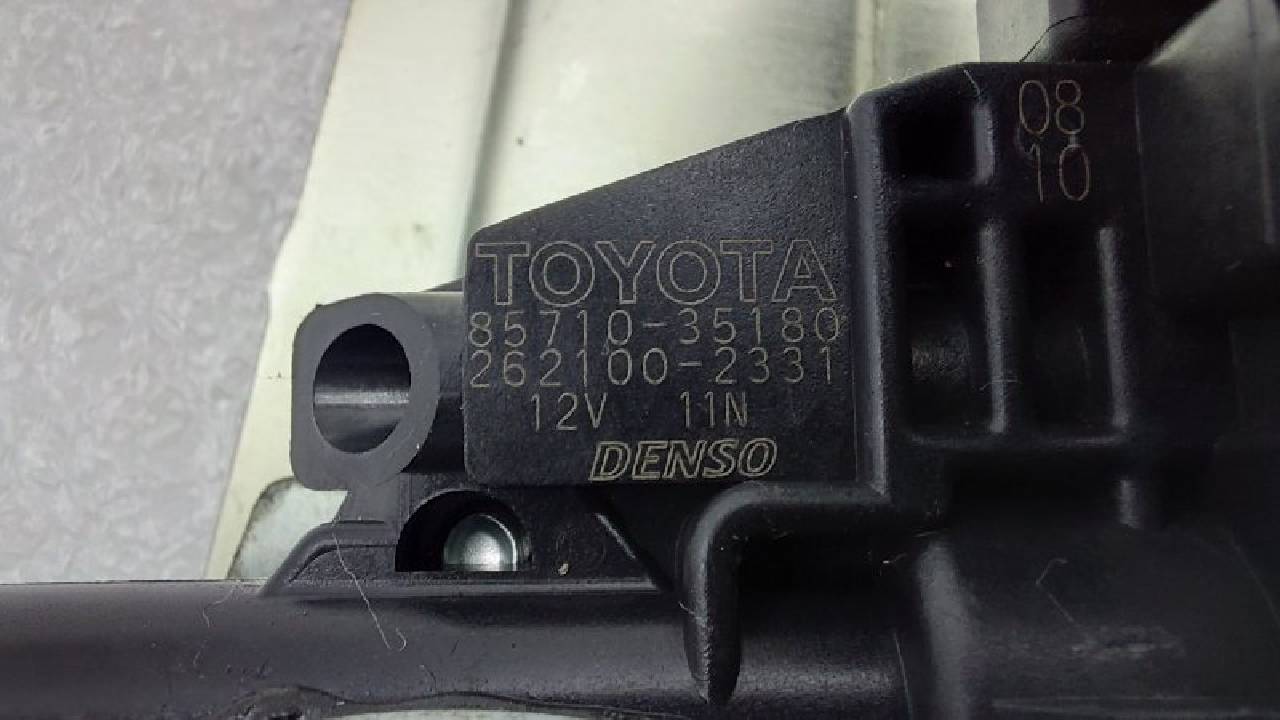 08
10
TOYOTA
85710-35180
262100-2331
12V 11N
DENSO